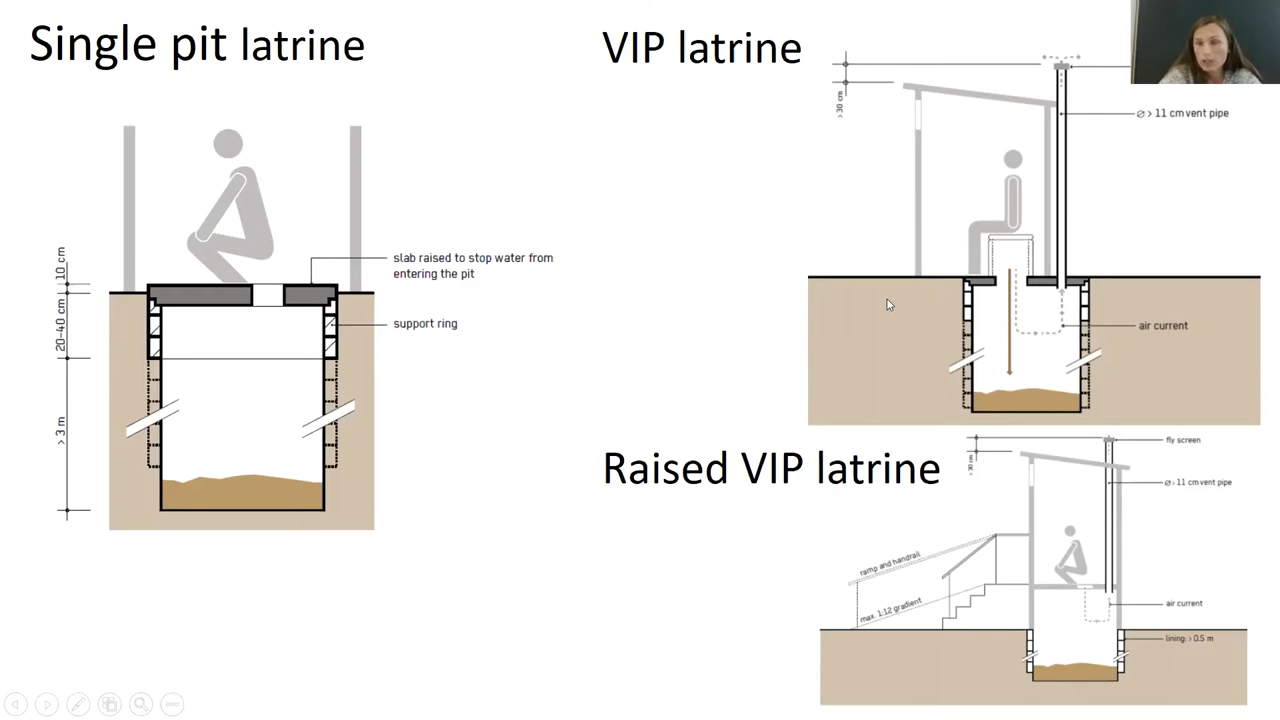 Single pit latrine
10 cm
20-40 cm
> 3 m
slab raised to stop water from
entering the pit
support ring
VIP latrine
> 30 cm
Ø > 11 cm vent pipe
air current
Raised VIP latrine
> 30 cm
fly screen
Ø > 11 cm vent pipe
ramp and handrail
max. 1:12 gradient
air current
lining: > 0.5 m